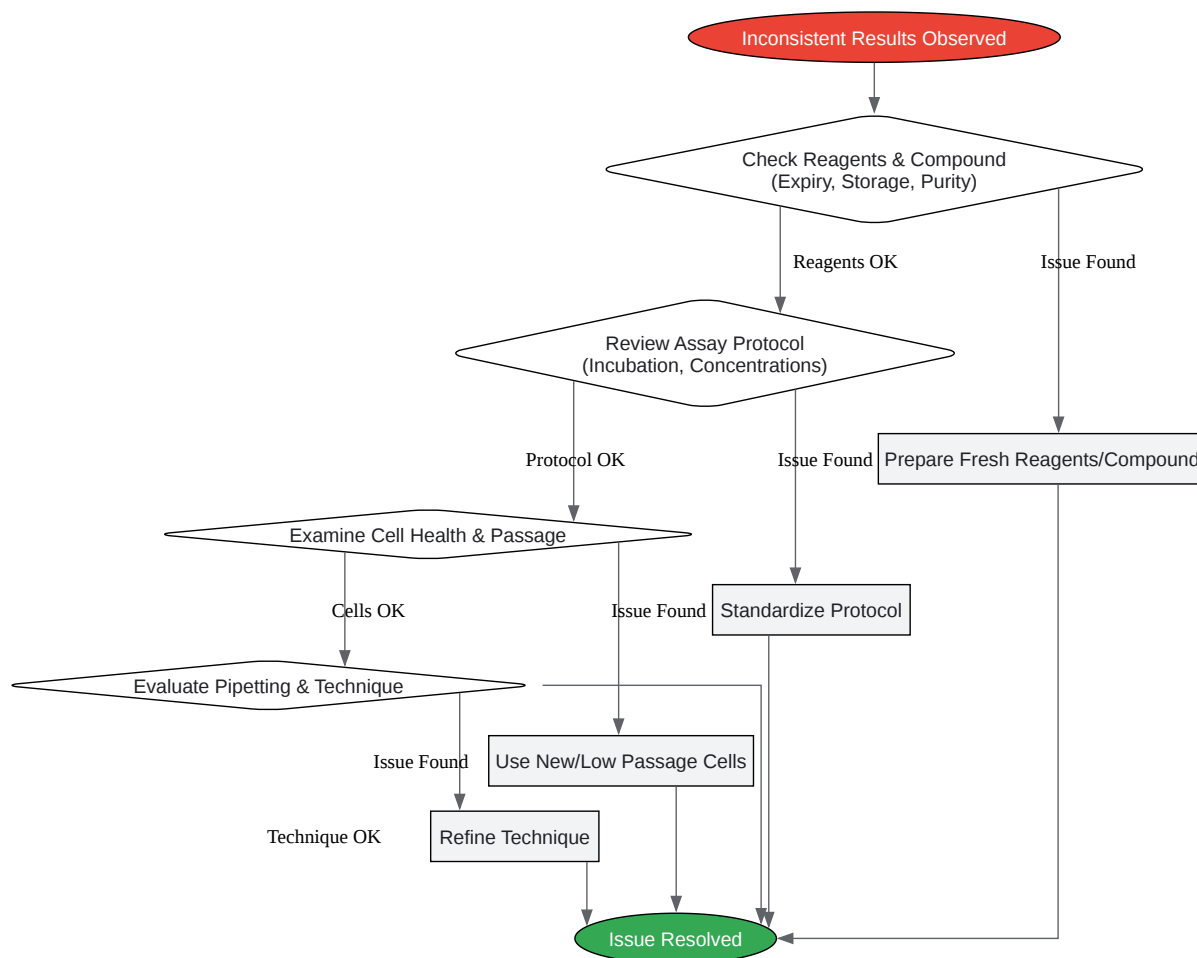 Inconsistent Results Observed
Check Reagents & Compound
(Expiry, Storage, Purity)
Reagents OK
Issue Found
Review Assay Protocol
(Incubation, Concentrations)
Protocol OK
Issue Found
Prepare Fresh Reagents/Compound
Examine Cell Health & Passage
Cells OK
Issue Found
Standardize Protocol
Evaluate Pipetting & Technique
Issue Found
Use New/Low Passage Cells
Technique OK
Refine Technique
Issue Resolved